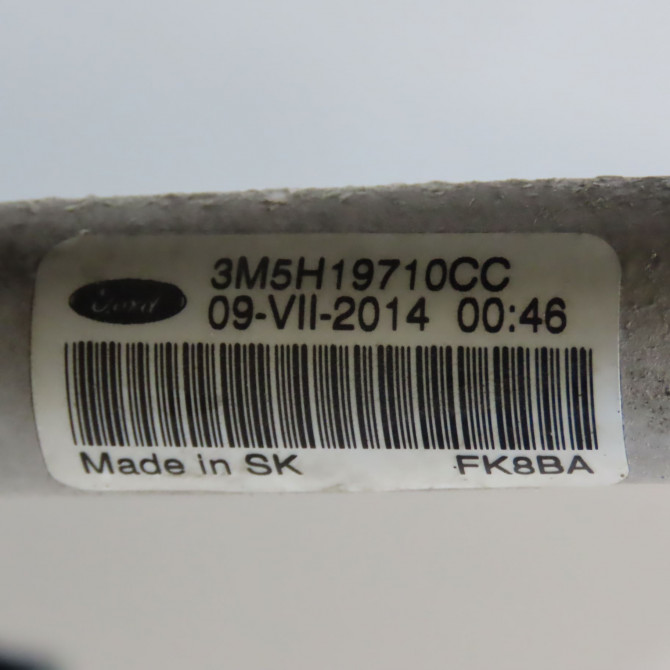 3M5H19710CC
Ford 09-VII-2014 00:46
Made in SK FK8BA